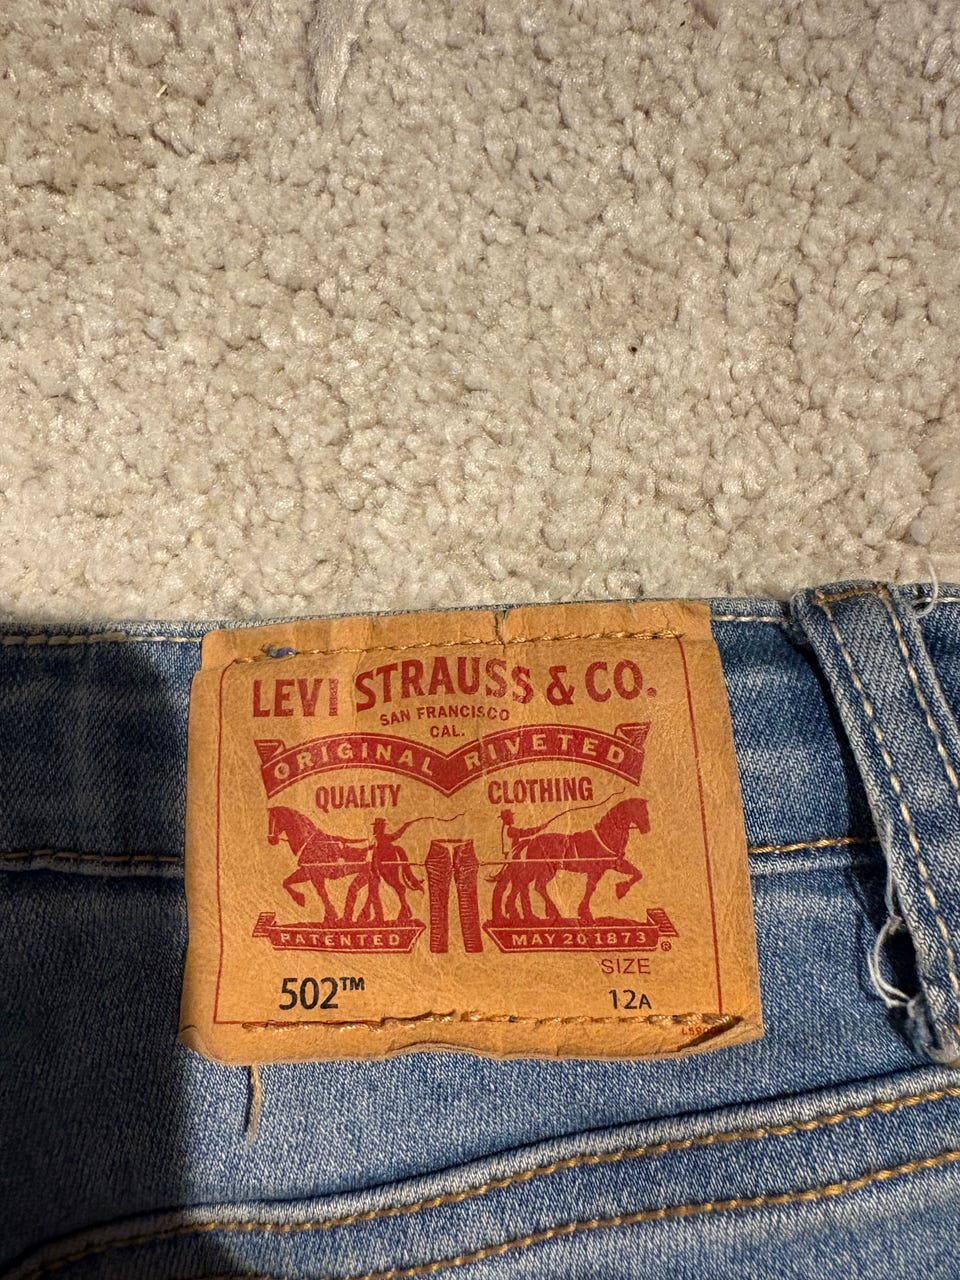 LEVI STRAUSS & CO.
SAN FRANCISCO
CAL.
ORIGINAL RIVETED
QUALITY CLOTHING
PATENTED MAY 20 1873 ®
SIZE
502™ 12A